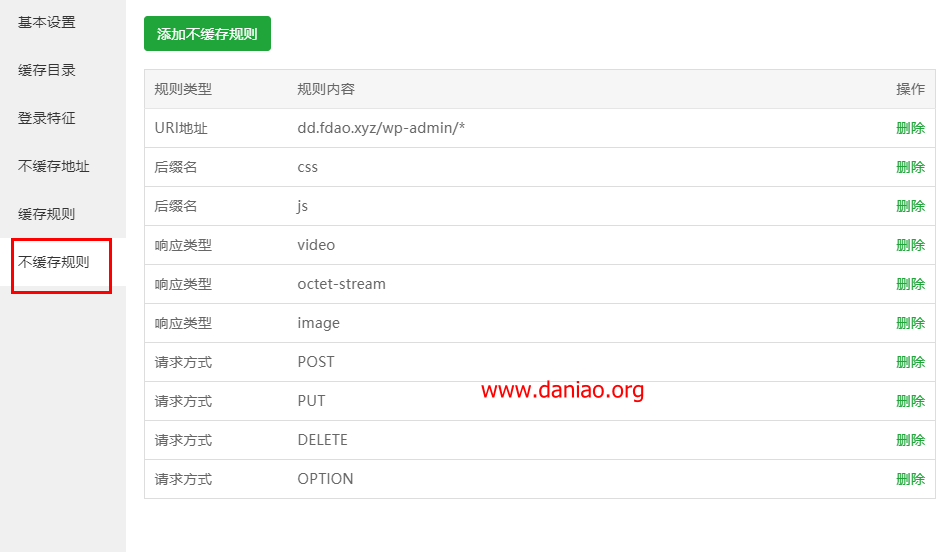 基本设置
缓存目录
登录特征
不缓存地址
缓存规则
不缓存规则
添加不缓存规则
规则类型 规则内容 操作
URI地址 dd.fdao.xyz/wp-admin/* 删除
后缀名 css 删除
后缀名 js 删除
响应类型 video 删除
响应类型 octet-stream 删除
响应类型 image 删除
请求方式 POST 删除
www.daniao.org
请求方式 PUT 删除
请求方式 DELETE 删除
请求方式 OPTION 删除